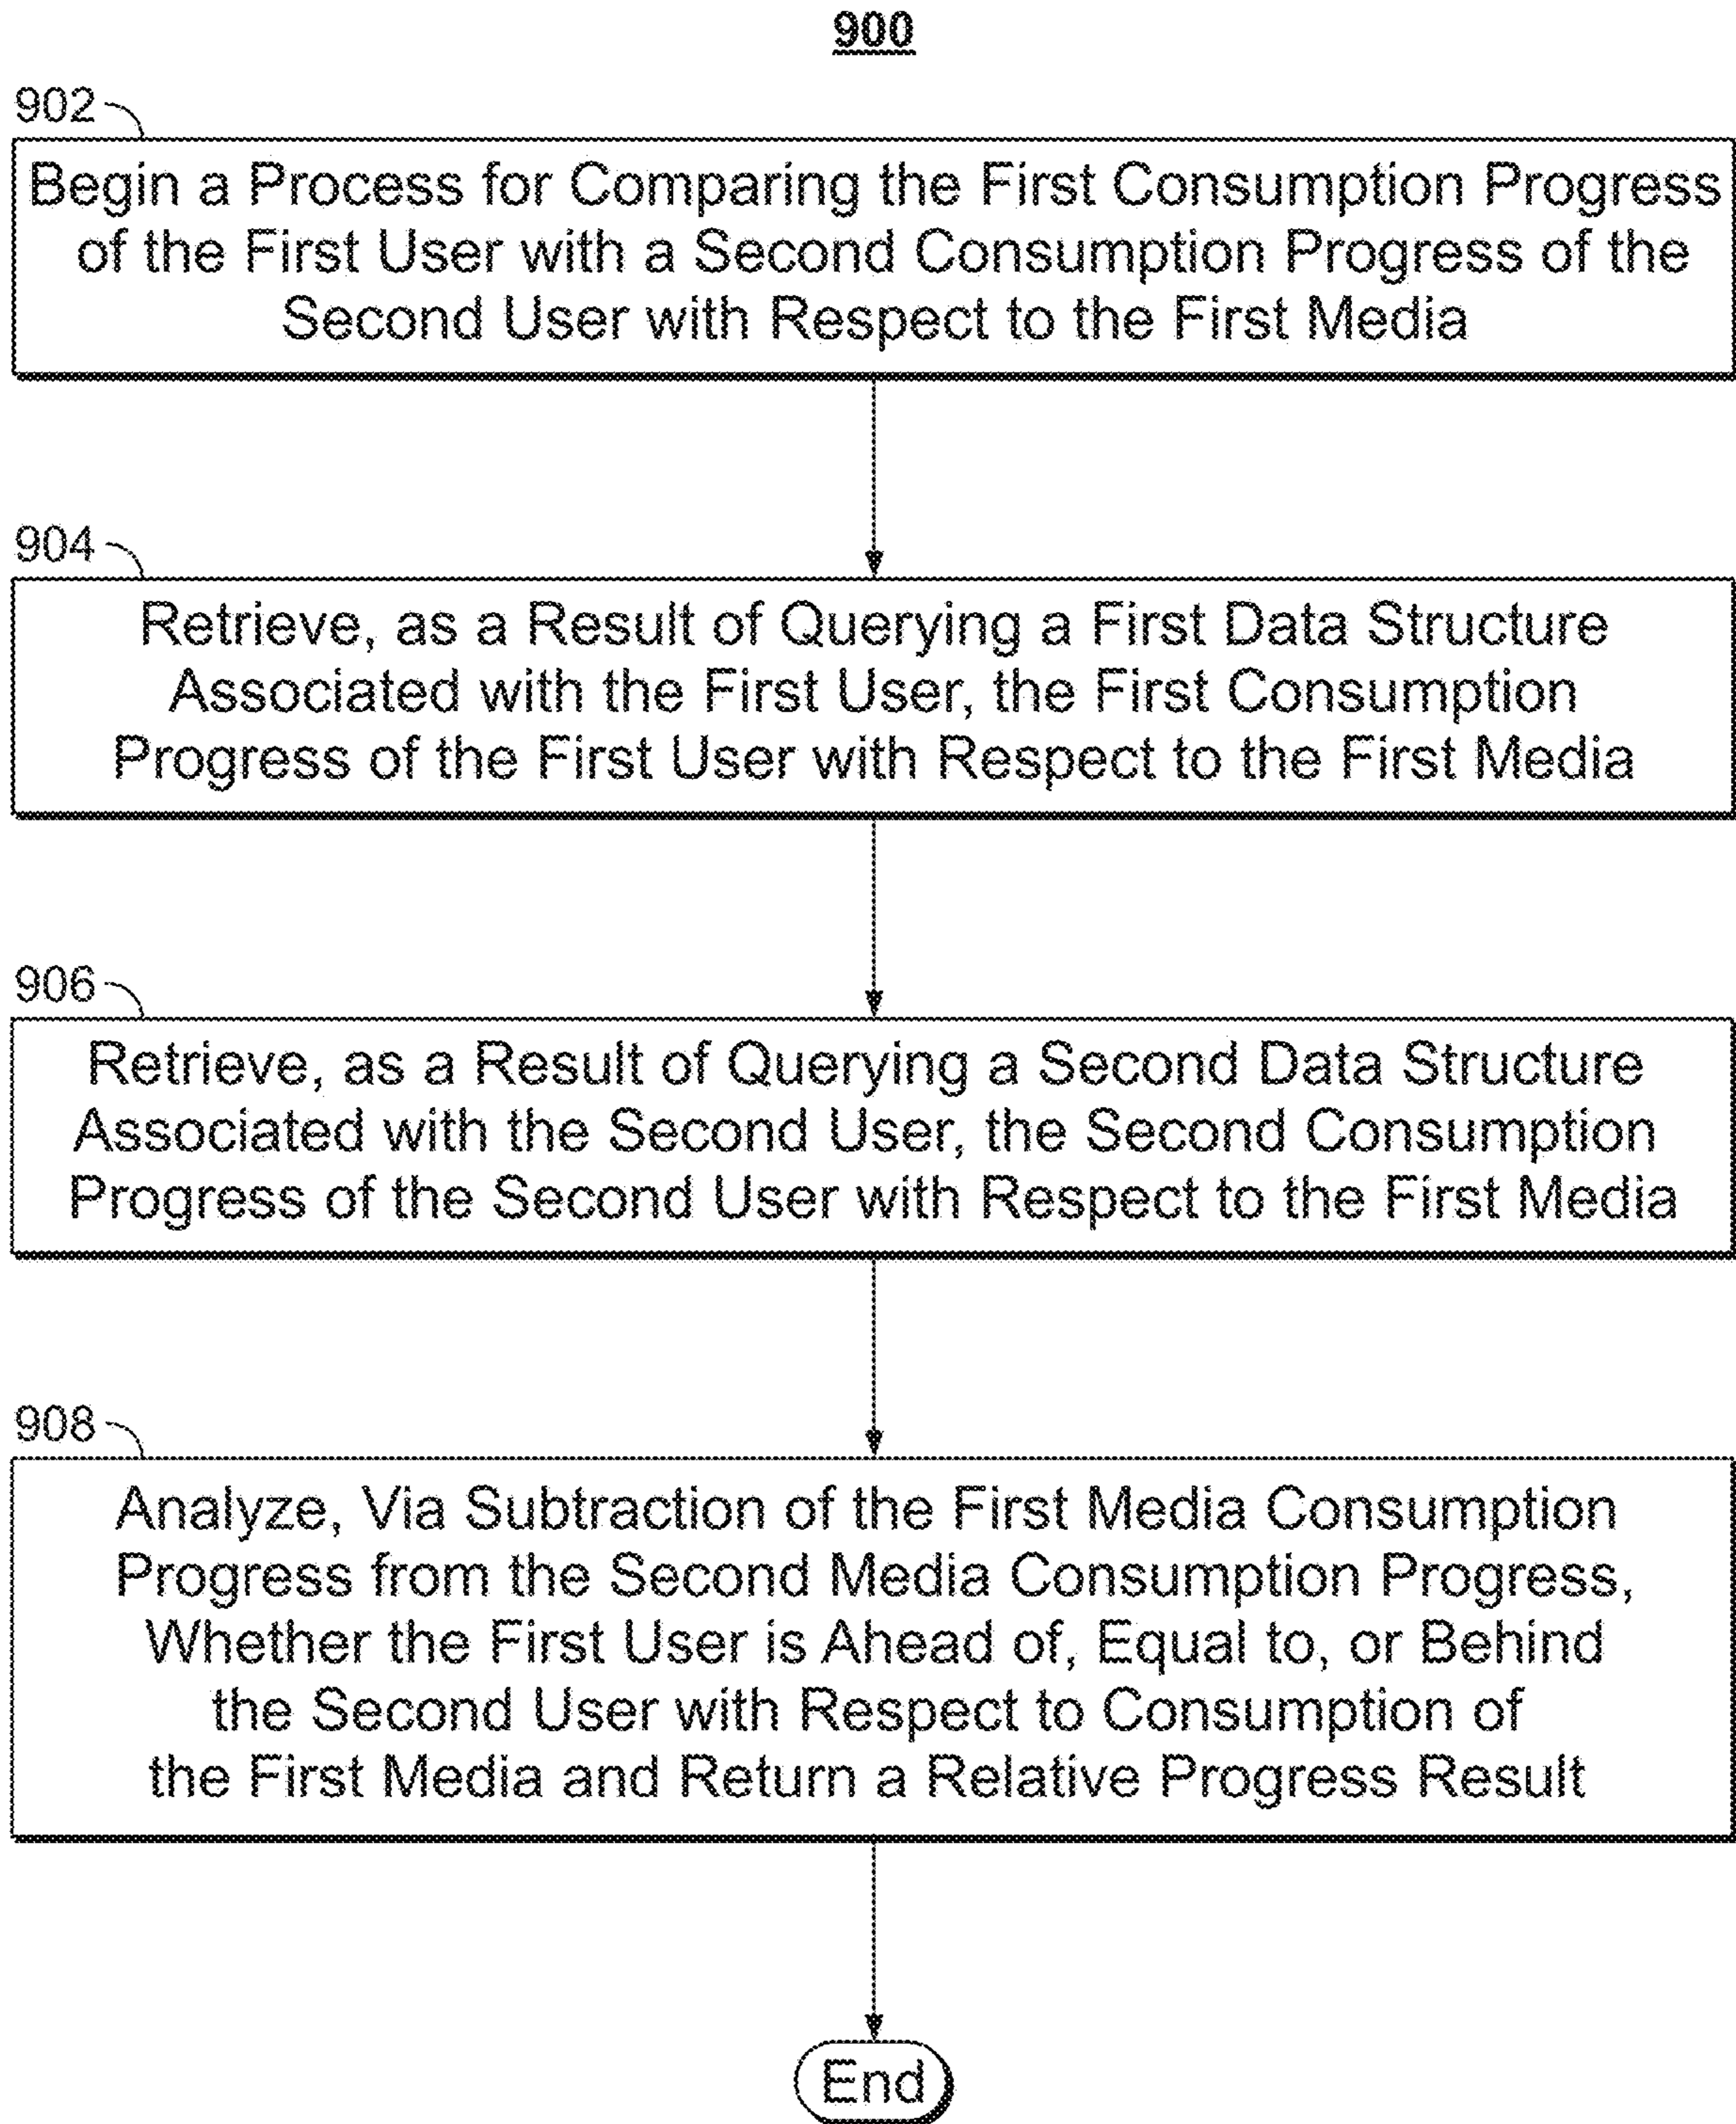 900
902
Begin a Process for Comparing the First Consumption Progress
of the First User with a Second Consumption Progress of the
Second User with Respect to the First Media
904
Retrieve, as a Result of Querying a First Data Structure
Associated with the First User, the First Consumption
Progress of the First User with Respect to the First Media
906
Retrieve, as a Result of Querying a Second Data Structure
Associated with the Second User, the Second Consumption
Progress of the Second User with Respect to the First Media
908
Analyze, Via Subtraction of the First Media Consumption
Progress from the Second Media Consumption Progress,
Whether the First User is Ahead of, Equal to, or Behind
the Second User with Respect to Consumption of
the First Media and Return a Relative Progress Result
End